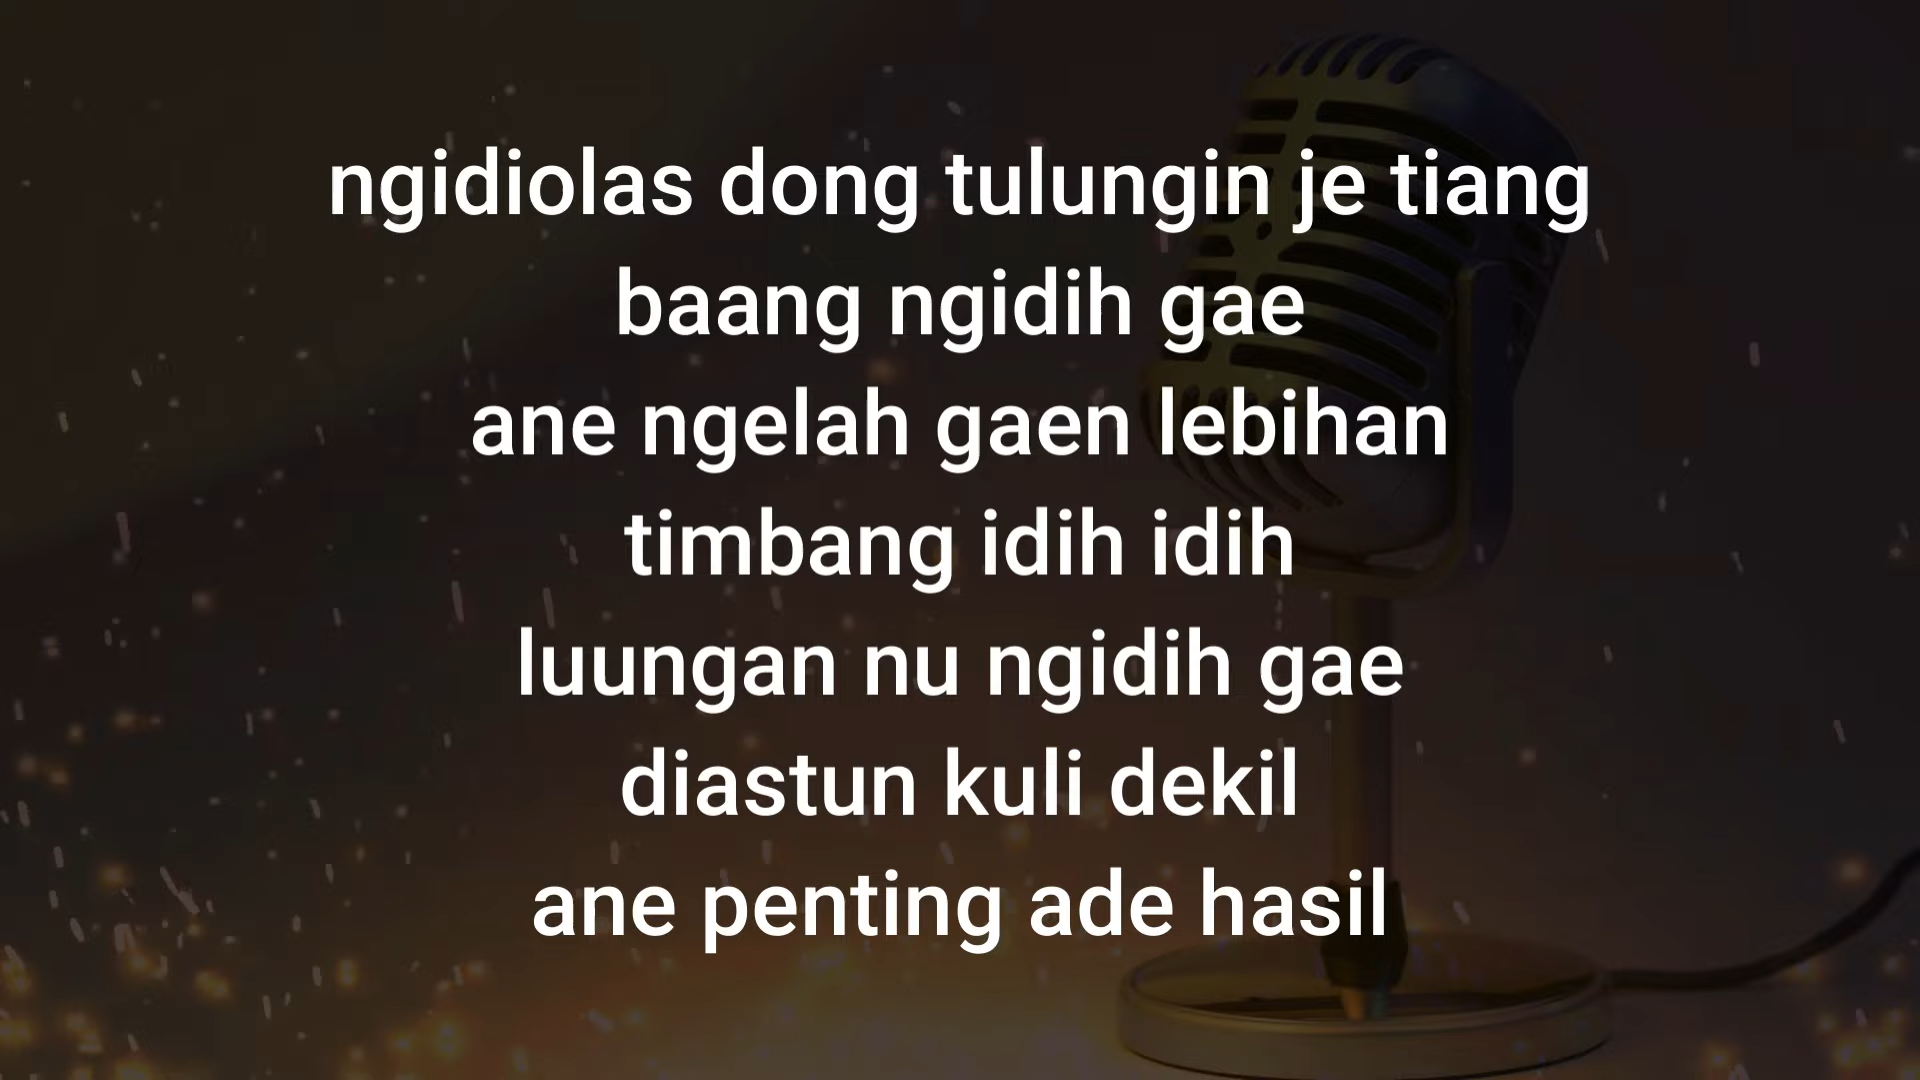 ngidiolas dong tulungin je tiang
baang ngidih gae
ane ngelah gaen lebihan
timbang idih idih
luungan nu ngidih gae
diastun kuli dekil
ane penting ade hasil